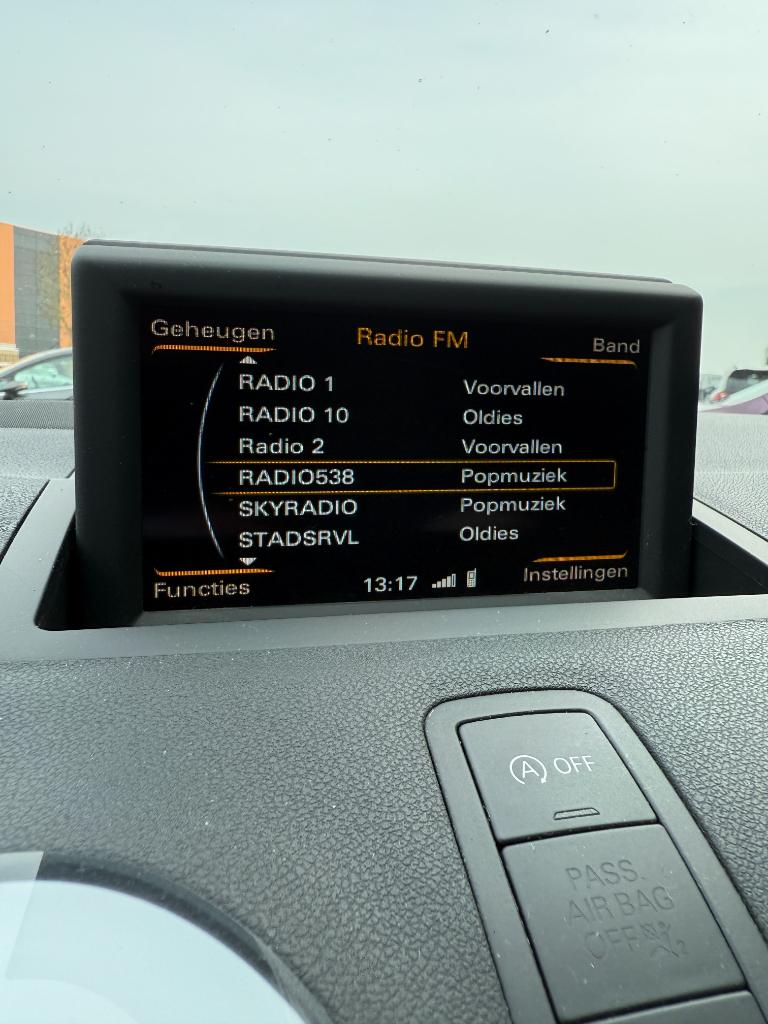 Geheugen Radio FM Band
RADIO 1 Voorvallen
RADIO 10 Oldies
Radio 2 Voorvallen
RADIO538 Popmuziek
SKYRADIO Popmuziek
STADSRVL Oldies
Functies 13:17 Instellingen
A OFF
PASS.
AIR BAG
OFF 2